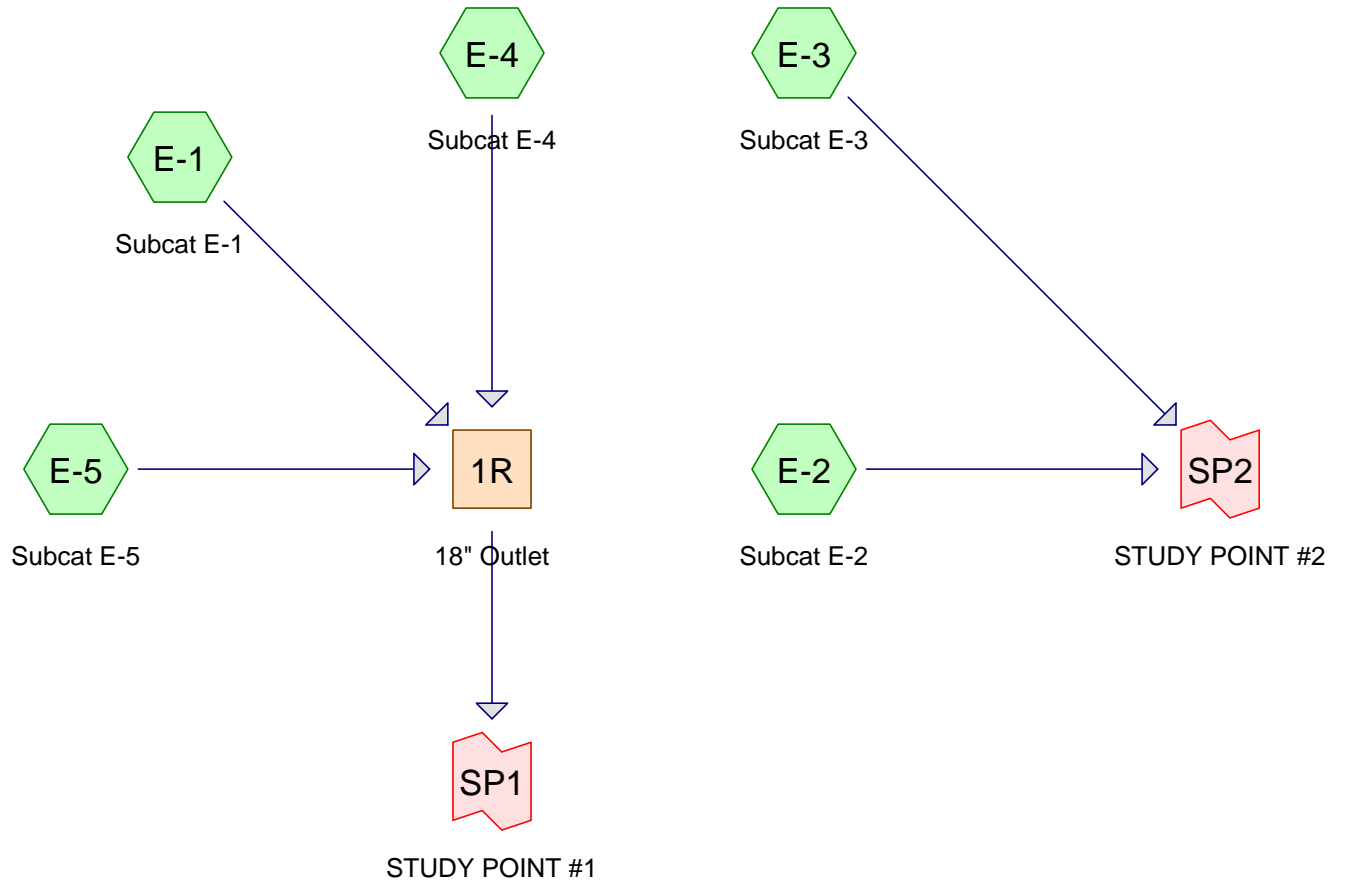 E-4
Subcat E-4
E-3
Subcat E-3
E-1
Subcat E-1
E-5
Subcat E-5
1R
18" Outlet
E-2
Subcat E-2
SP2
STUDY POINT #2
SP1
STUDY POINT #1